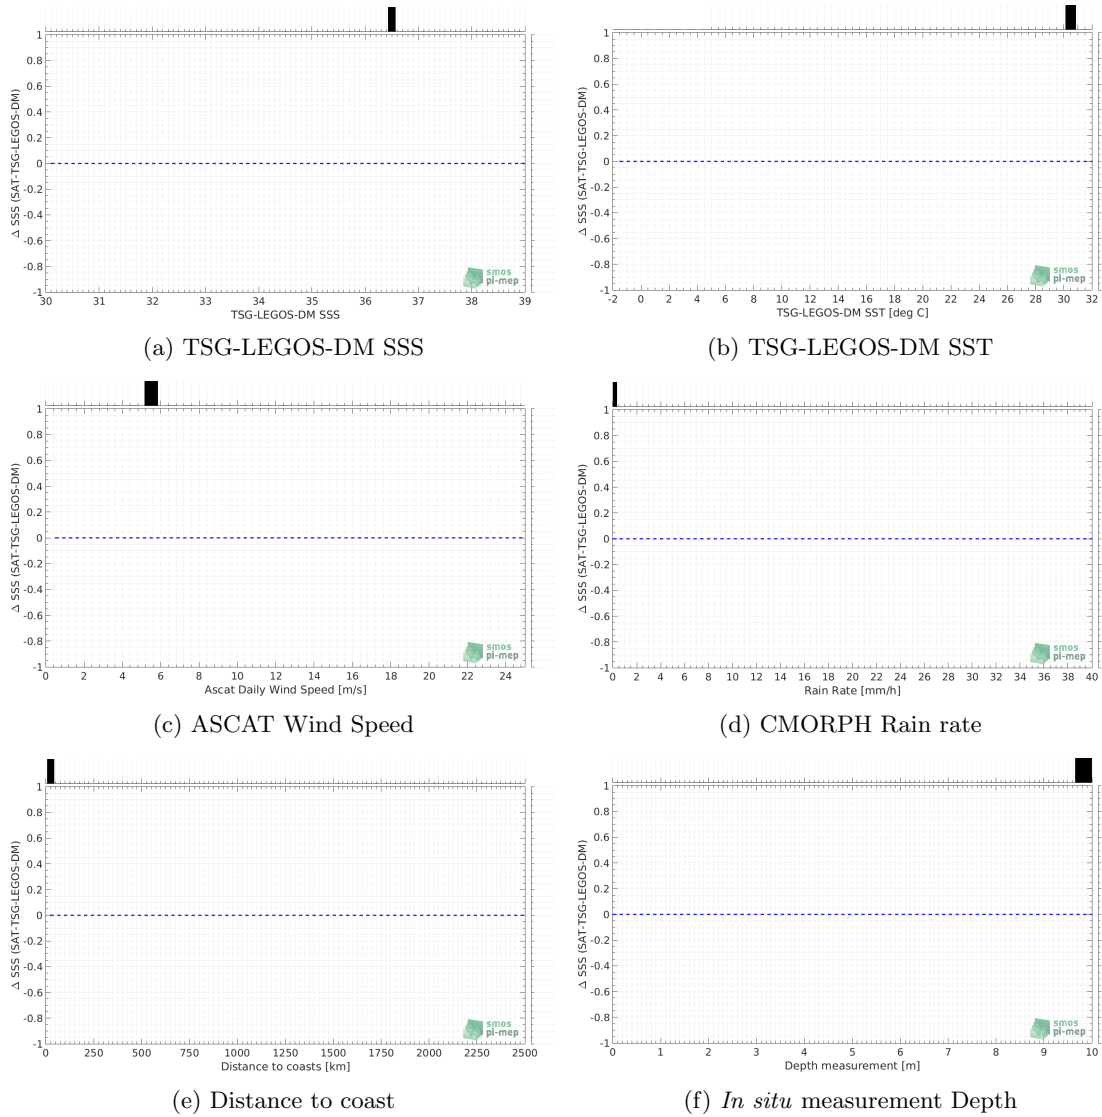 1
0.8
0.6
0.4
0.2
0
-0.2
-0.4
-0.6
-0.8
-1
Δ SSS (SAT-TSG-LEGOS-DM)
smos
pi-mep
30 31 32 33 34 35 36 37 38 39
TSG-LEGOS-DM SSS
(a) TSG-LEGOS-DM SSS
1
0.8
0.6
0.4
0.2
0
-0.2
-0.4
-0.6
-0.8
-1
Δ SSS (SAT-TSG-LEGOS-DM)
smos
pi-mep
-2 0 2 4 6 8 10 12 14 16 18 20 22 24 26 28 30 32
TSG-LEGOS-DM SST [deg C]
(b) TSG-LEGOS-DM SST
1
0.8
0.6
0.4
0.2
0
-0.2
-0.4
-0.6
-0.8
-1
Δ SSS (SAT-TSG-LEGOS-DM)
smos
pi-mep
0 2 4 6 8 10 12 14 16 18 20 22 24
Ascat Daily Wind Speed [m/s]
(c) ASCAT Wind Speed
1
0.8
0.6
0.4
0.2
0
-0.2
-0.4
-0.6
-0.8
-1
Δ SSS (SAT-TSG-LEGOS-DM)
smos
pi-mep
0 2 4 6 8 10 12 14 16 18 20 22 24 26 28 30 32 34 36 38 40
Rain Rate [mm/h]
(d) CMORPH Rain rate
1
0.8
0.6
0.4
0.2
0
-0.2
-0.4
-0.6
-0.8
-1
Δ SSS (SAT-TSG-LEGOS-DM)
smos
pi-mep
0 250 500 750 1000 1250 1500 1750 2000 2250 2500
Distance to coasts [km]
(e) Distance to coast
1
0.8
0.6
0.4
0.2
0
-0.2
-0.4
-0.6
-0.8
-1
Δ SSS (SAT-TSG-LEGOS-DM)
smos
pi-mep
0 1 2 3 4 5 6 7 8 9 10
Depth measurement [m]
(f) In situ measurement Depth